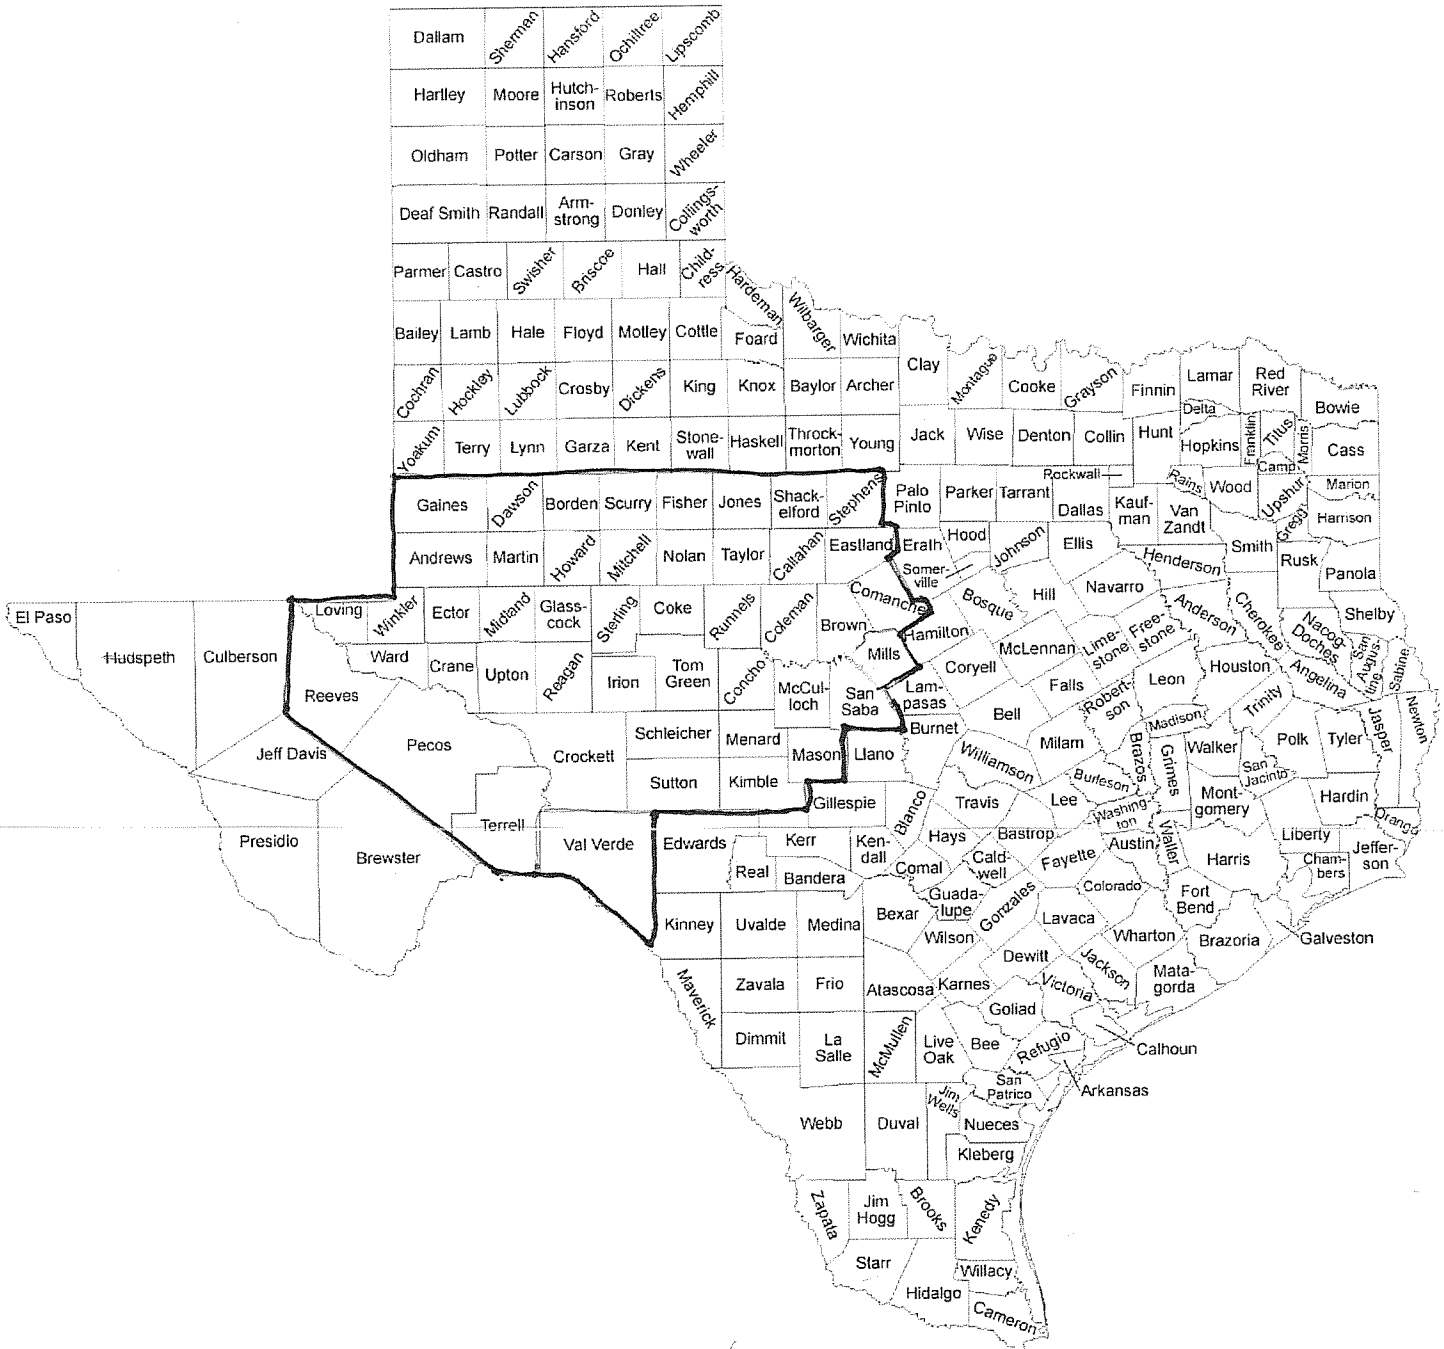 Dallam Sherman Hansford Ochiltree Lipscomb
Hartley Moore Hutch-
inson Roberts Hemphill
Oldham Potter Carson Gray Wheeler
Deaf Smith Randall Arm-
strong Donley Collings-
worth
Parmer Castro Swisher Briscoe Hall Child-
ress Hardeman
Bailey Lamb Hale Floyd Motley Cottle Foard Wilbarger Wichita
Clay Montague Cooke Grayson Finnin Lamar Red
River Bowie
Cochran Hockley Lubbock Crosby Dickens King Knox Baylor Archer
Delta
Yoakum Terry Lynn Garza Kent Stone-
wall Haskell Throck-
morton Young Jack Wise Denton Collin Hunt Hopkins Franklin Titus Morris Cass
Rockwall Rains Wood Camp Upshur Marion
Gaines Dawson Borden Scurry Fisher Jones Shack-
elford Stephens Palo
Pinto Parker Tarrant Dallas Kauf-
man Van
Zandt Gregg Harrison
Andrews Martin Howard Mitchell Nolan Taylor Callahan Eastland Erath Hood Johnson Ellis Henderson Smith Rusk Panola
Somer-
ville
El Paso Hudspeth Culberson Loving Winkler Ector Midland Glass-
cock Sterling Coke Runnels Coleman Brown Comanche Bosque Hill Navarro Anderson Cherokee Shelby
Hamilton McLennan Lime-
stone Free-
stone Nacog-
Doches San
Augus-
tine Sabine
Reeves Ward Crane Upton Reagan Irion Tom
Green Concho McCul-
loch San
Saba Mills Lam-
pasas Coryell Falls Robert-
son Leon Houston Angelina
Trinity Newton
Jeff Davis Pecos Crockett Schleicher Menard Mason Llano Burnet Bell Milam Brazos Madison Grimes Walker San
Jacinto Polk Tyler Jasper
Sutton Kimble Williamson Burleson Mont-
gomery Hardin
Gillespie Blanco Travis Lee Washing-
ton Orange
Presidio Brewster Terrell Val Verde Edwards Kerr Ken-
dall Hays Bastrop Fayette Austin Waller Harris Liberty Jeffer-
son
Real Bandera Comal Cald-
well Colorado Fort
Bend Cham-
bers
Kinney Uvalde Medina Bexar Guada-
lupe Gonzales Lavaca Wharton Brazoria Galveston
Wilson Dewitt Jackson Mata-
gorda
Maverick Zavala Frio Atascosa Karnes Victoria
Goliad
Dimmit La
Salle McMullen Live
Oak Bee Refugio Calhoun
San
Patrico Arkansas
Webb Duval Jim
Wells Nueces
Kleberg
Zapata Jim
Hogg Brooks Kenedy
Starr Hidalgo Willacy
Cameron